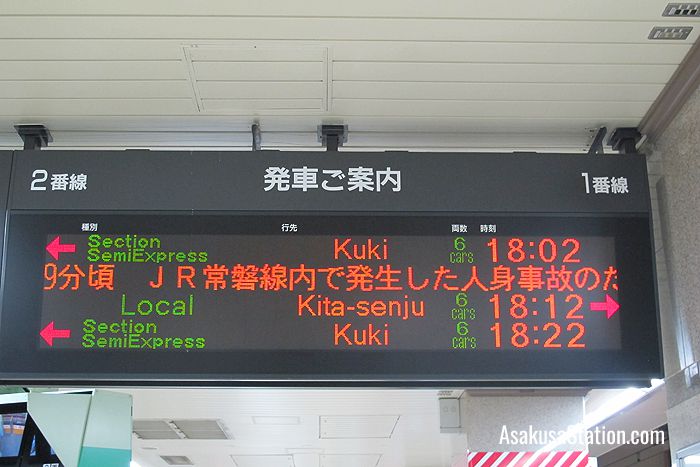 2番線 発車ご案内 1番線
種別 行先 両数 時刻
← Section SemiExpress Kuki 6 cars 18:02
9分頃 JR常磐線内で発生した人身事故のた
Local Kita-senju 6 cars 18:12 →
← Section SemiExpress Kuki 6 cars 18:22
AsakusaStation.com